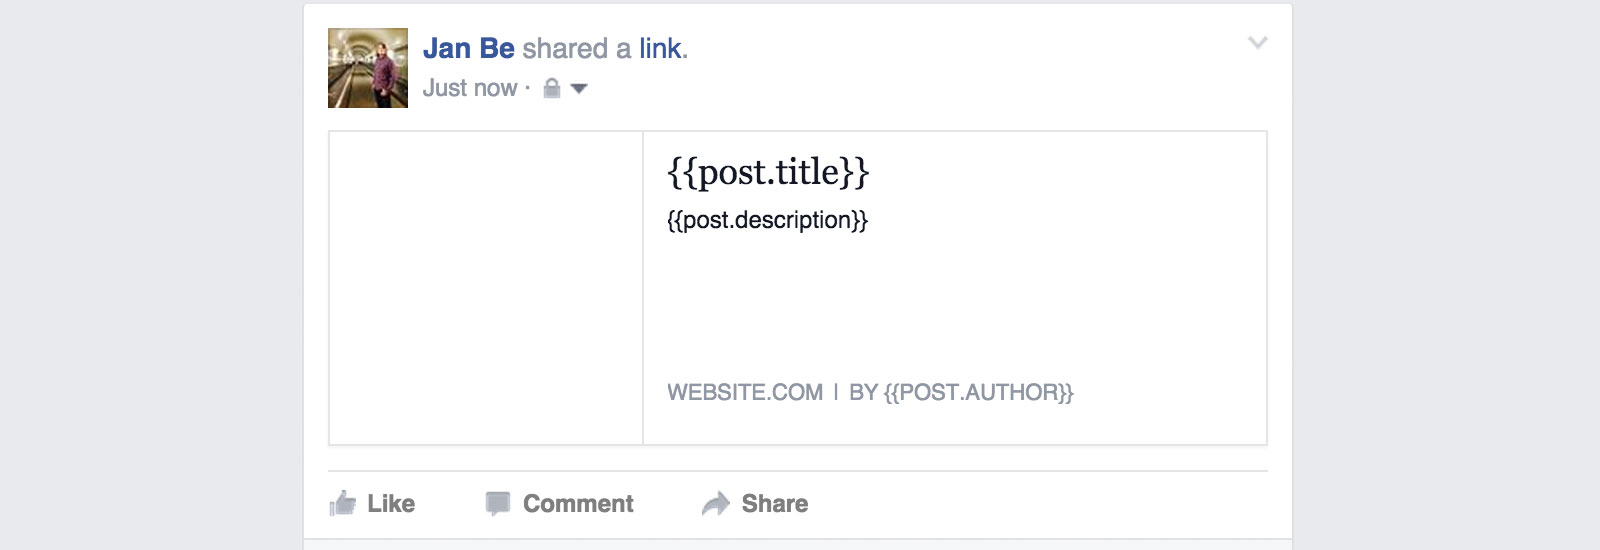 Jan Be shared a link.
Just now ·
{{post.title}}
{{post.description}}
WEBSITE.COM | BY {{POST.AUTHOR}}
Like Comment Share